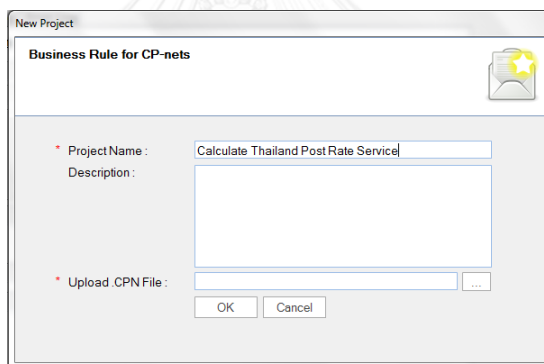 New Project
Business Rule for CP-nets
* Project Name : Calculate Thailand Post Rate Service
Description :
* Upload .CPN File : ...
OK Cancel